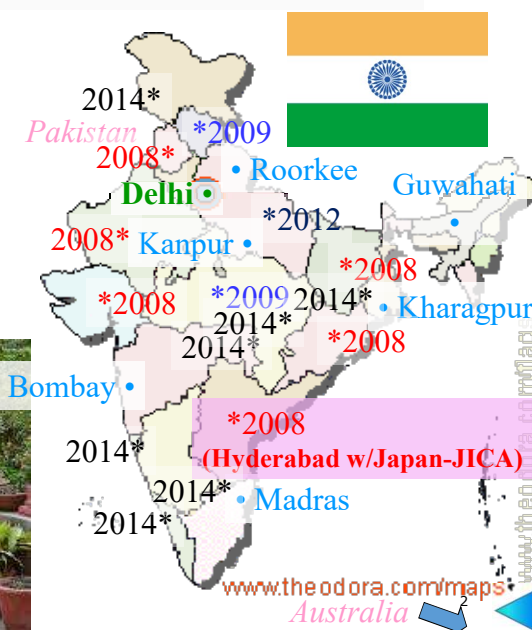 2014*
Pakistan
*2009
2008*
Roorkee
Delhi
Guwahati
*2012
2008*
Kanpur
*2008
*2008
*2009
2014*
Kharagpur
2014*
2014*
*2008
Bombay
*2008
(Hyderabad w/Japan-JICA)
2014*
2014*
Madras
2014*
www.theodora.com/maps
2
Australia